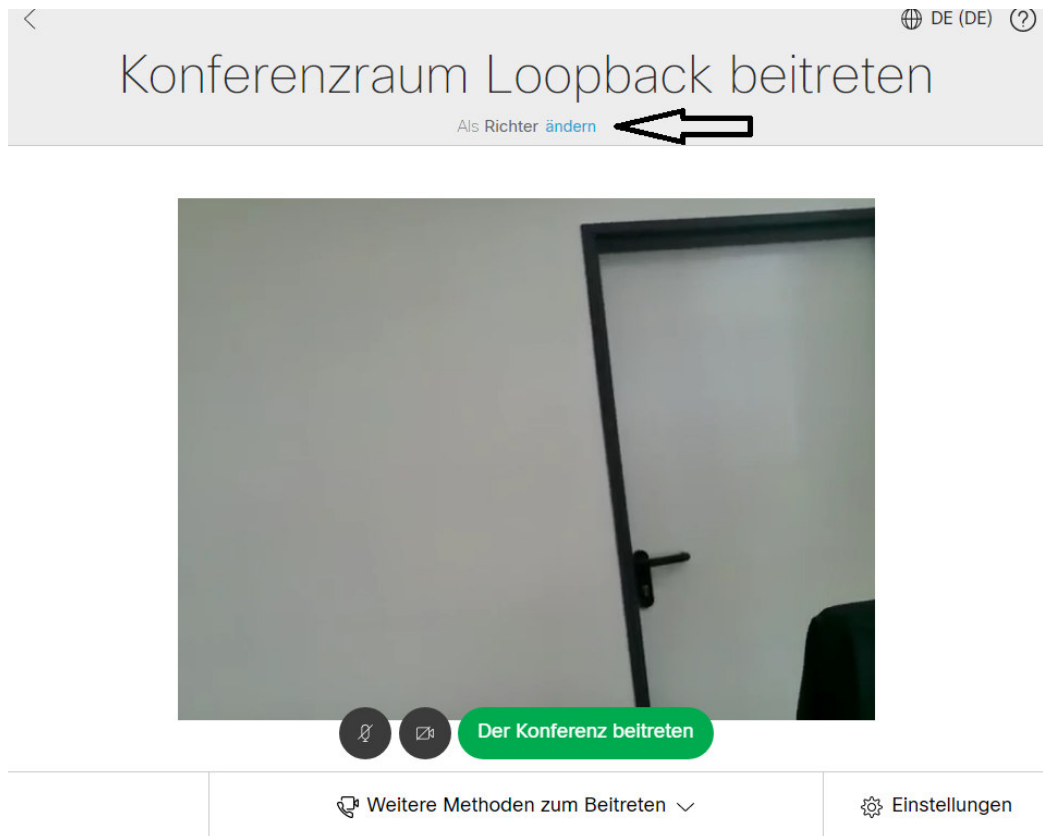 DE (DE)
Konferenzraum Loopback beitreten
Als Richter ändern
Der Konferenz beitreten
Weitere Methoden zum Beitreten
Einstellungen